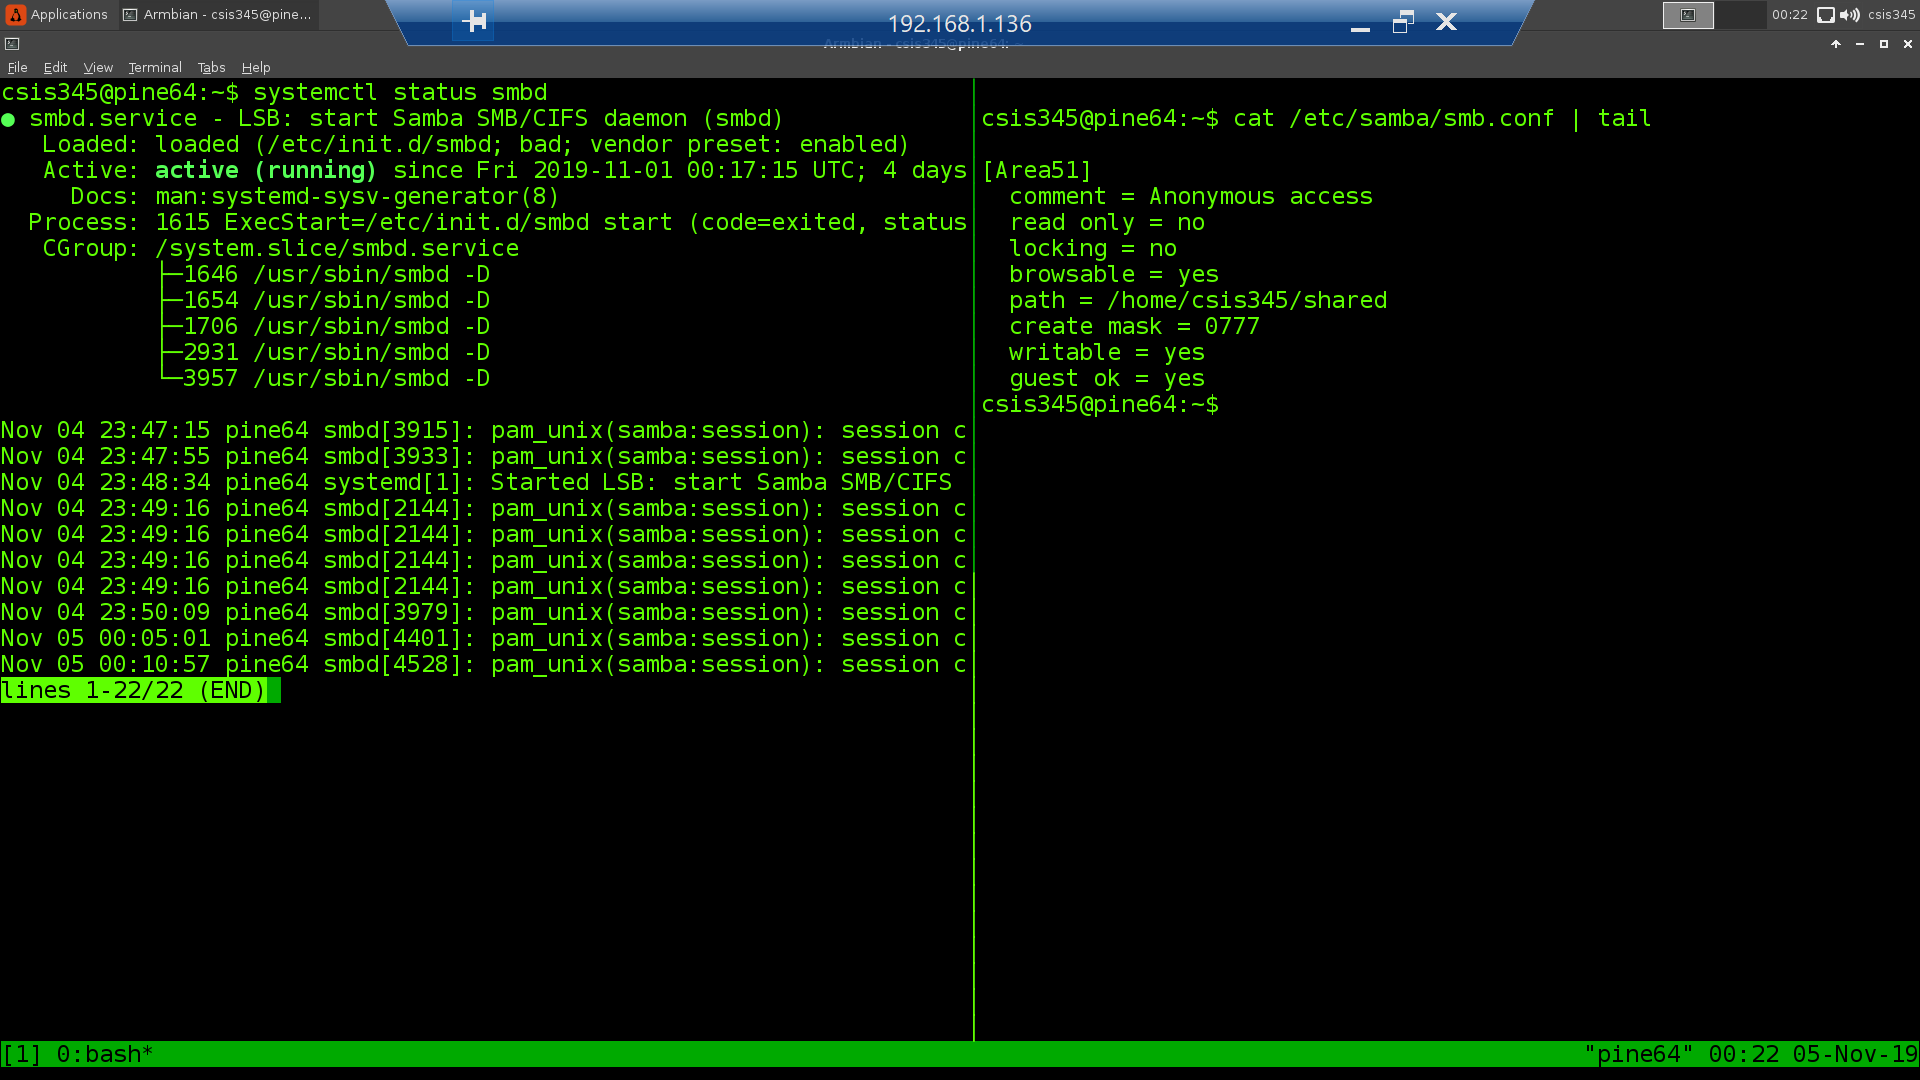 Applications
Armbian - csis345@pine...
192.168.1.136
00:22
csis345
Armbian - csis345@pine64: ~
File Edit View Terminal Tabs Help
csis345@pine64:~$ systemctl status smbd
● smbd.service - LSB: start Samba SMB/CIFS daemon (smbd)
Loaded: loaded (/etc/init.d/smbd; bad; vendor preset: enabled)
Active: active (running) since Fri 2019-11-01 00:17:15 UTC; 4 days
Docs: man:systemd-sysv-generator(8)
Process: 1615 ExecStart=/etc/init.d/smbd start (code=exited, status
CGroup: /system.slice/smbd.service
├─1646 /usr/sbin/smbd -D
├─1654 /usr/sbin/smbd -D
├─1706 /usr/sbin/smbd -D
├─2931 /usr/sbin/smbd -D
└─3957 /usr/sbin/smbd -D
Nov 04 23:47:15 pine64 smbd[3915]: pam_unix(samba:session): session c
Nov 04 23:47:55 pine64 smbd[3933]: pam_unix(samba:session): session c
Nov 04 23:48:34 pine64 systemd[1]: Started LSB: start Samba SMB/CIFS
Nov 04 23:49:16 pine64 smbd[2144]: pam_unix(samba:session): session c
Nov 04 23:49:16 pine64 smbd[2144]: pam_unix(samba:session): session c
Nov 04 23:49:16 pine64 smbd[2144]: pam_unix(samba:session): session c
Nov 04 23:49:16 pine64 smbd[2144]: pam_unix(samba:session): session c
Nov 04 23:50:09 pine64 smbd[3979]: pam_unix(samba:session): session c
Nov 05 00:05:01 pine64 smbd[4401]: pam_unix(samba:session): session c
Nov 05 00:10:57 pine64 smbd[4528]: pam_unix(samba:session): session c
lines 1-22/22 (END)
csis345@pine64:~$ cat /etc/samba/smb.conf | tail
[Area51]
comment = Anonymous access
read only = no
locking = no
browsable = yes
path = /home/csis345/shared
create mask = 0777
writable = yes
guest ok = yes
csis345@pine64:~$
[1] 0:bash*
"pine64" 00:22 05-Nov-19